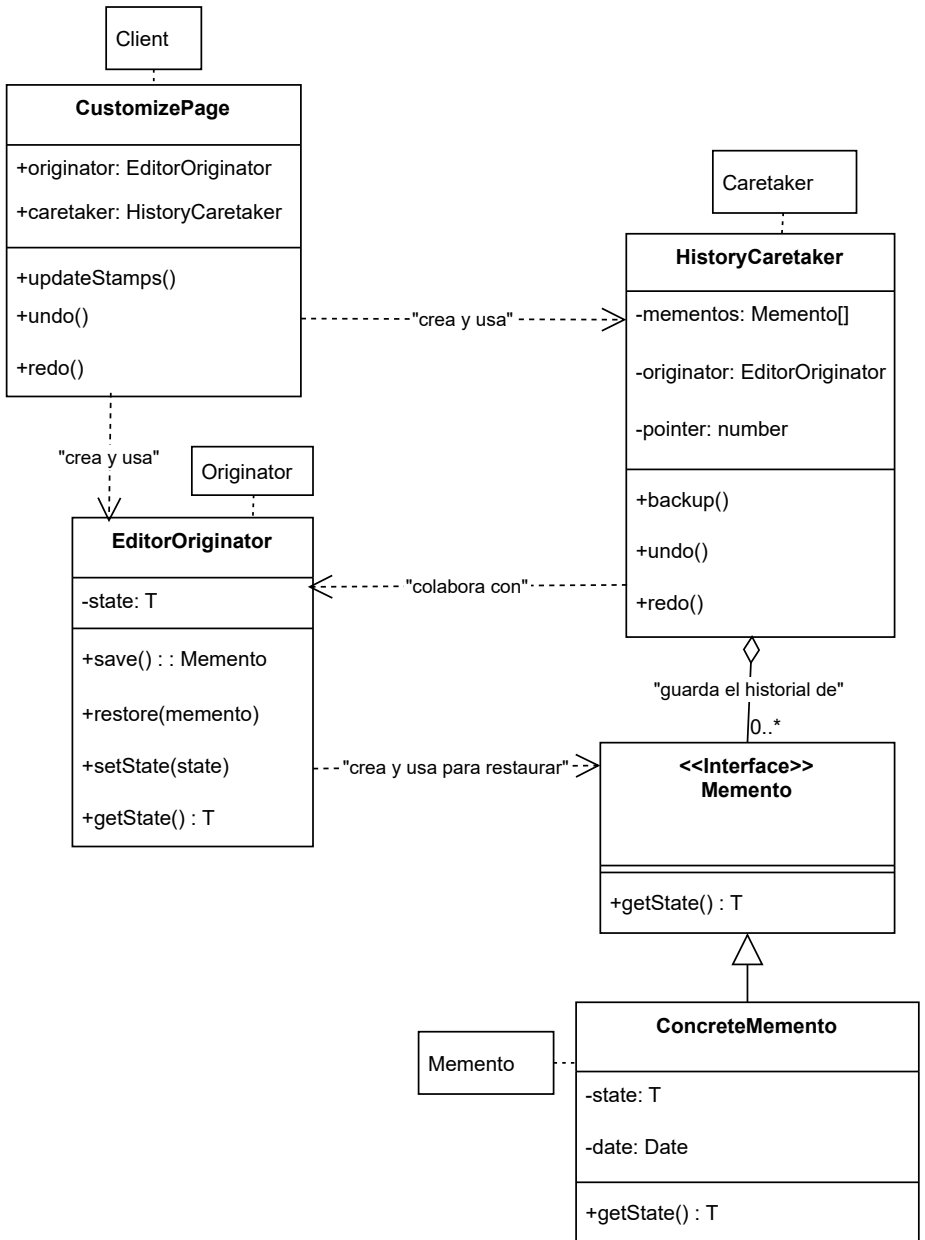 Client
CustomizePage
+originator: EditorOriginator
+caretaker: HistoryCaretaker
+updateStamps()
+undo()
+redo()
"crea y usa"
Caretaker
HistoryCaretaker
-mementos: Memento[]
-originator: EditorOriginator
-pointer: number
+backup()
+undo()
+redo()
"crea y usa"
Originator
EditorOriginator
-state: T
+save() : : Memento
+restore(memento)
+setState(state)
+getState() : T
"colabora con"
"guarda el historial de"
0..*
"crea y usa para restaurar"
<<Interface>>
Memento
+getState() : T
ConcreteMemento
Memento
-state: T
-date: Date
+getState() : T